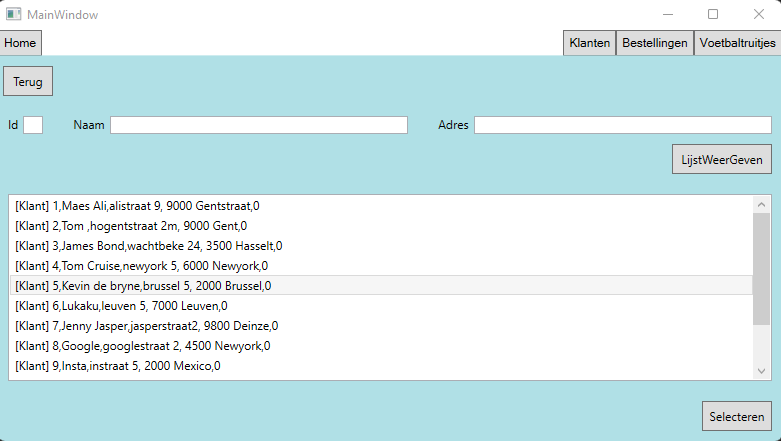 MainWindow
Home Klanten Bestellingen Voetbaltruitjes
Terug
Id Naam Adres
LijstWeerGeven
[Klant] 1,Maes Ali,alistraat 9, 9000 Gentstraat,0
[Klant] 2,Tom ,hogentstraat 2m, 9000 Gent,0
[Klant] 3,James Bond,wachtbeke 24, 3500 Hasselt,0
[Klant] 4,Tom Cruise,newyork 5, 6000 Newyork,0
[Klant] 5,Kevin de bryne,brussel 5, 2000 Brussel,0
[Klant] 6,Lukaku,leuven 5, 7000 Leuven,0
[Klant] 7,Jenny Jasper,jasperstraat2, 9800 Deinze,0
[Klant] 8,Google,googlestraat 2, 4500 Newyork,0
[Klant] 9,Insta,instraat 5, 2000 Mexico,0
Selecteren